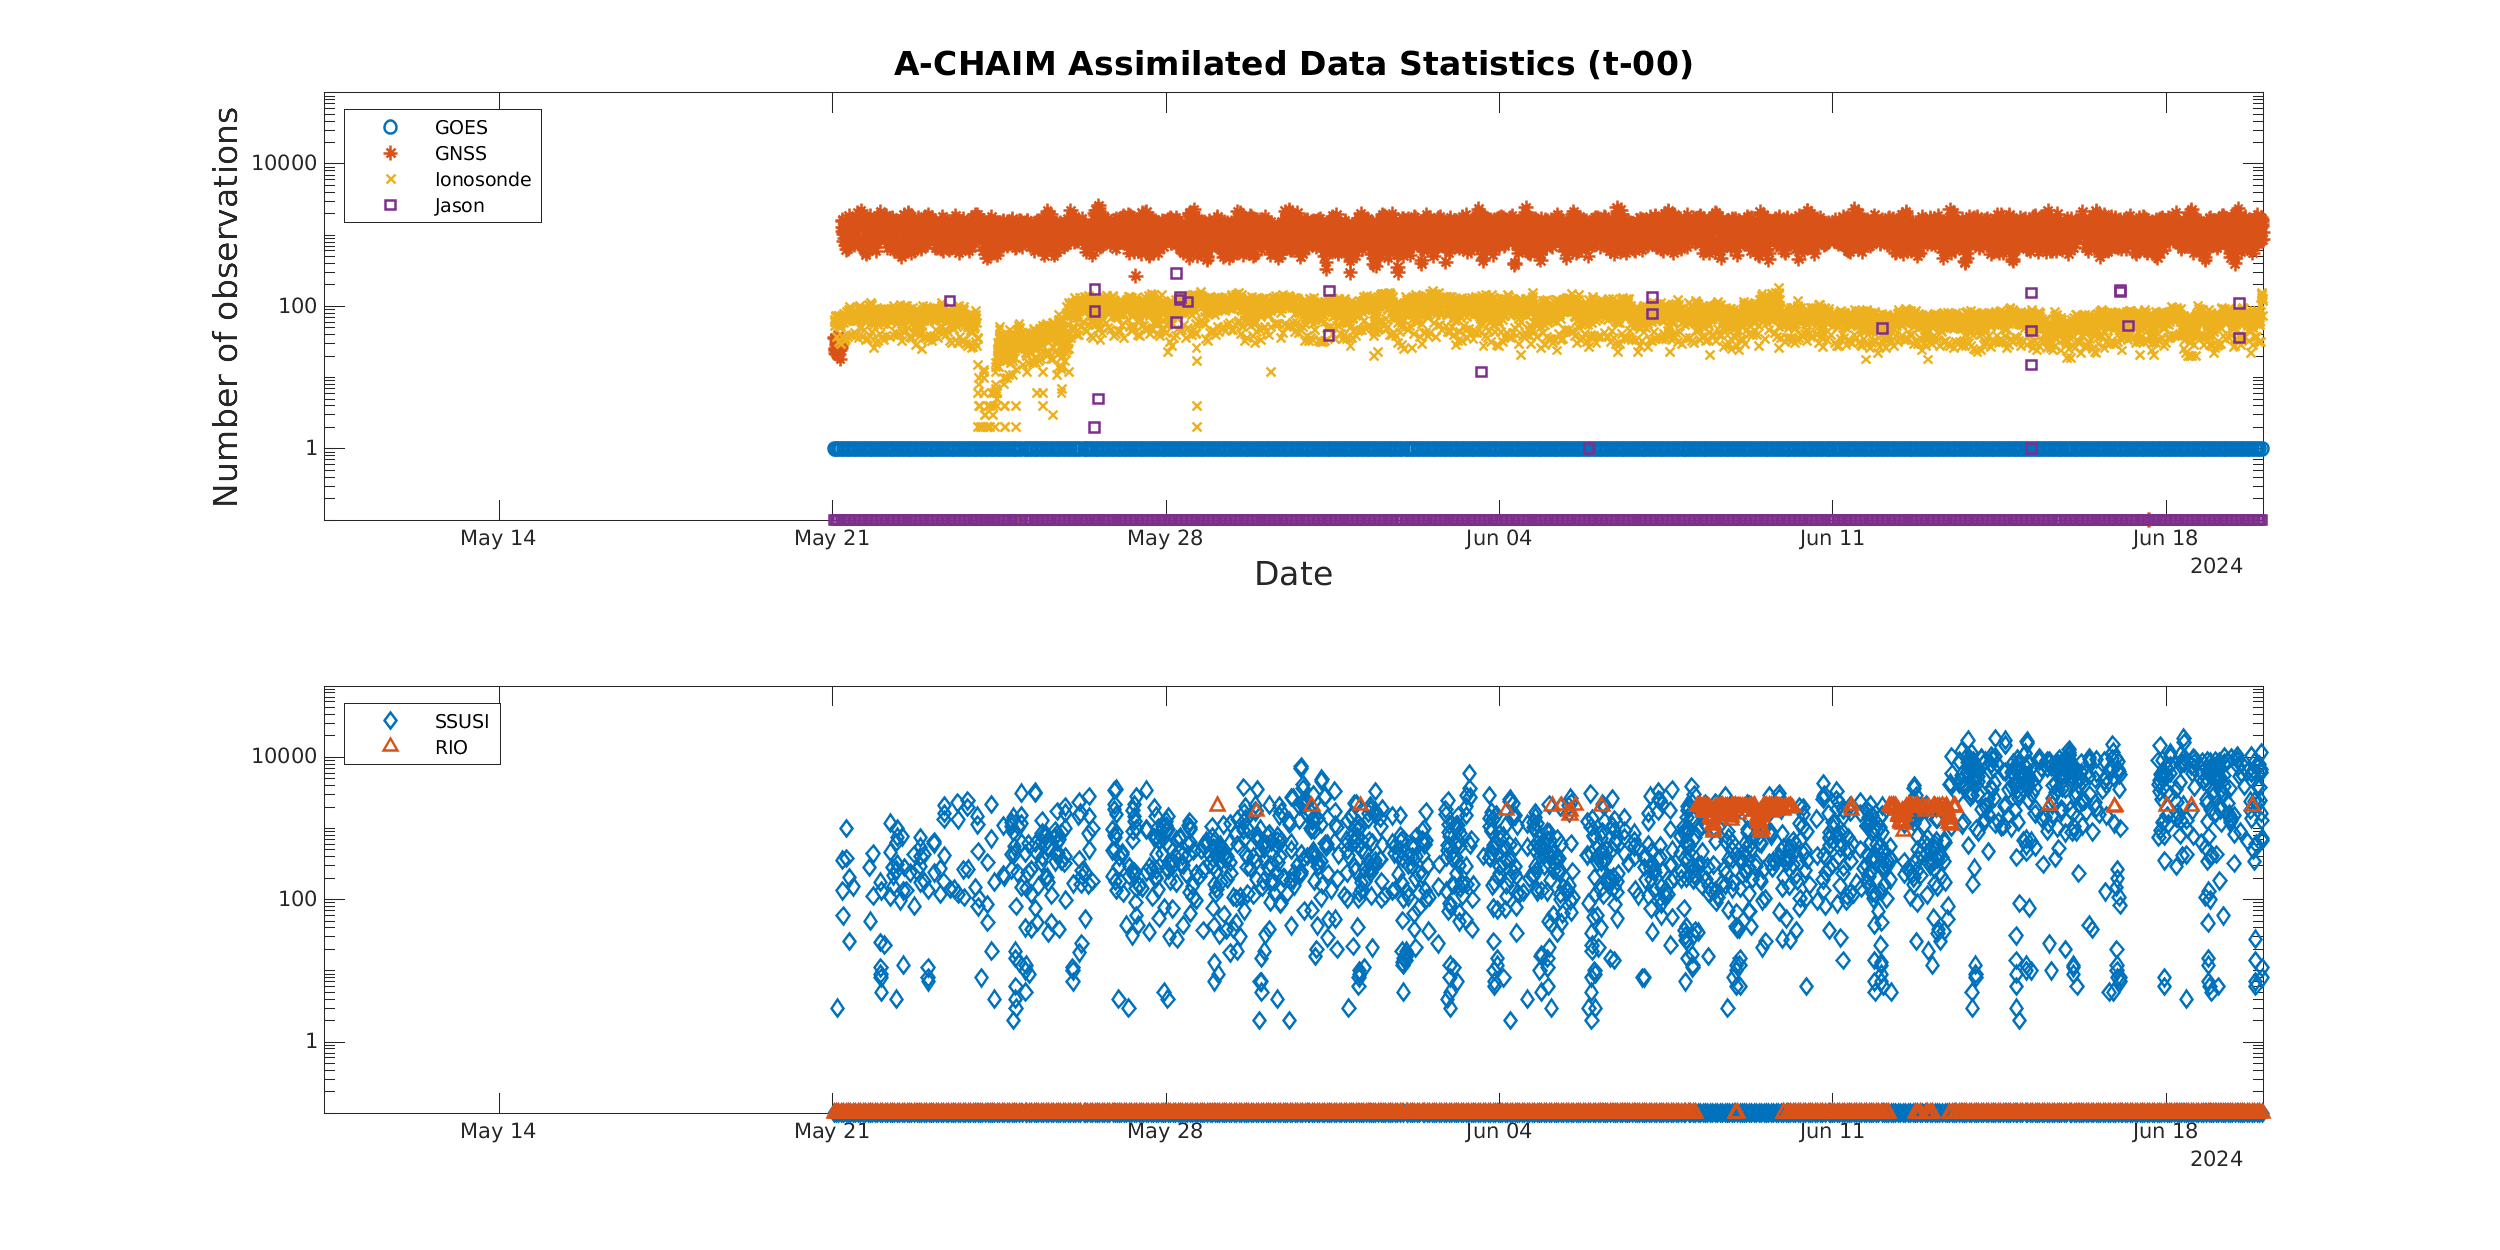 A-CHAIM Assimilated Data Statistics (t-00)
Number of observations
10000
100
1
GOES
GNSS
Ionosonde
Jason
May 14
May 21
May 28
Jun 04
Jun 11
Jun 18
2024
Date
10000
100
1
SSUSI
RIO
May 14
May 21
May 28
Jun 04
Jun 11
Jun 18
2024